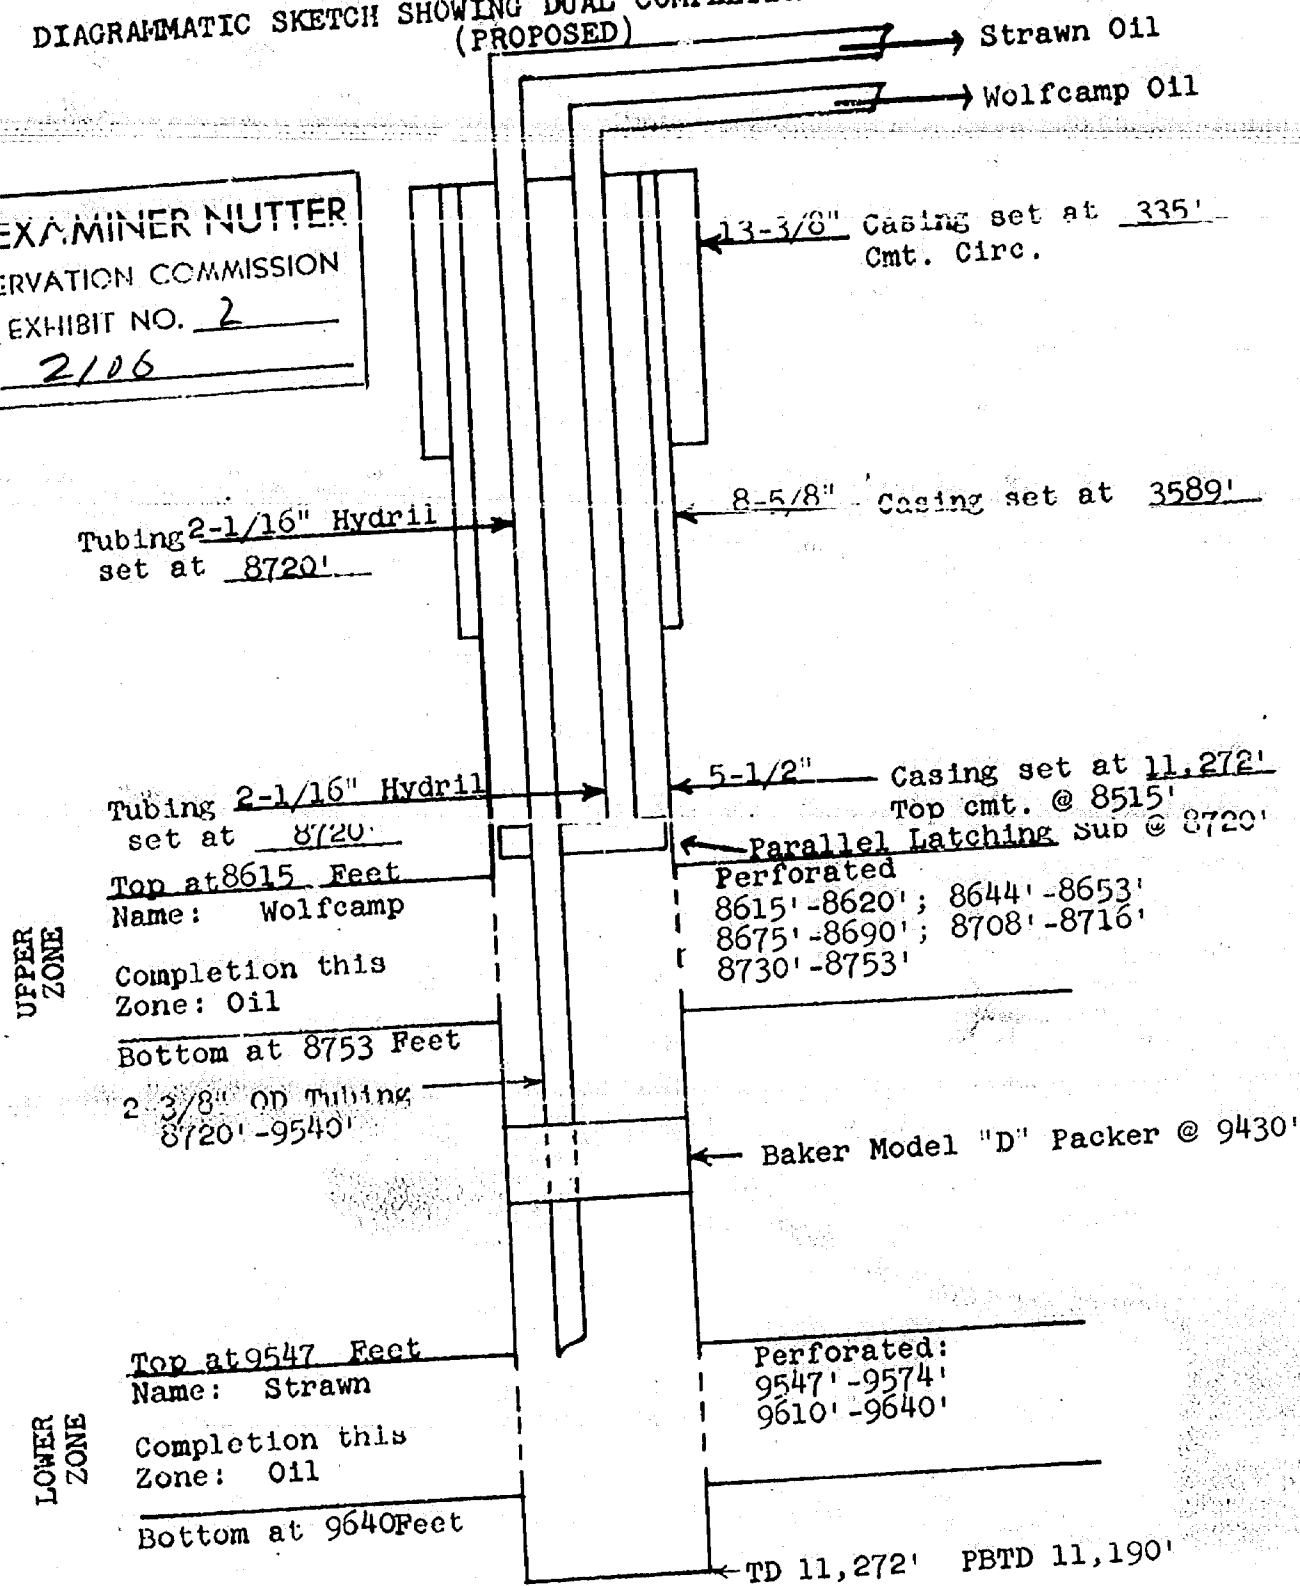 DIAGRAMMATIC SKETCH SHOWING DUAL
(PROPOSED)
Strawn Oil
Wolfcamp Oil
EXAMINER NUTTER
ERVATION COMMISSION
EXHIBIT NO. 2
2106
13-3/8" Casing set at 335'
Cmt. Circ.
8-5/8" Casing set at 3589'
Tubing 2-1/16" Hydril
set at 8720'
5-1/2" Casing set at 11,272'
Top cmt. @ 8515'
Tubing 2-1/16" Hydril
set at 8720'
Parallel Latching Sub @ 8720'
UPPER
ZONE
Top at 8615 Feet
Name: Wolfcamp
Completion this
Zone: Oil
Bottom at 8753 Feet
Perforated
8615'-8620'; 8644'-8653'
8675'-8690'; 8708'-8716'
8730'-8753'
2 3/8" OD Tubing
8720'-9540'
Baker Model "D" Packer @ 9430'
LOWER
ZONE
Top at 9547 Feet
Name: Strawn
Completion this
Zone: Oil
Bottom at 9640 Feet
Perforated:
9547'-9574'
9610'-9640'
TD 11,272' PBTD 11,190'